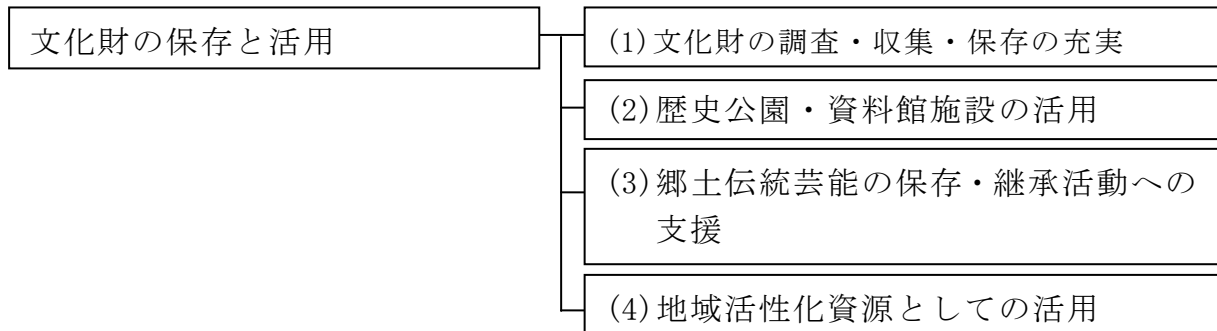 文化財の保存と活用
(1)文化財の調査・収集・保存の充実
(2)歴史公園・資料館施設の活用
(3)郷土伝統芸能の保存・継承活動への
支援
(4)地域活性化資源としての活用